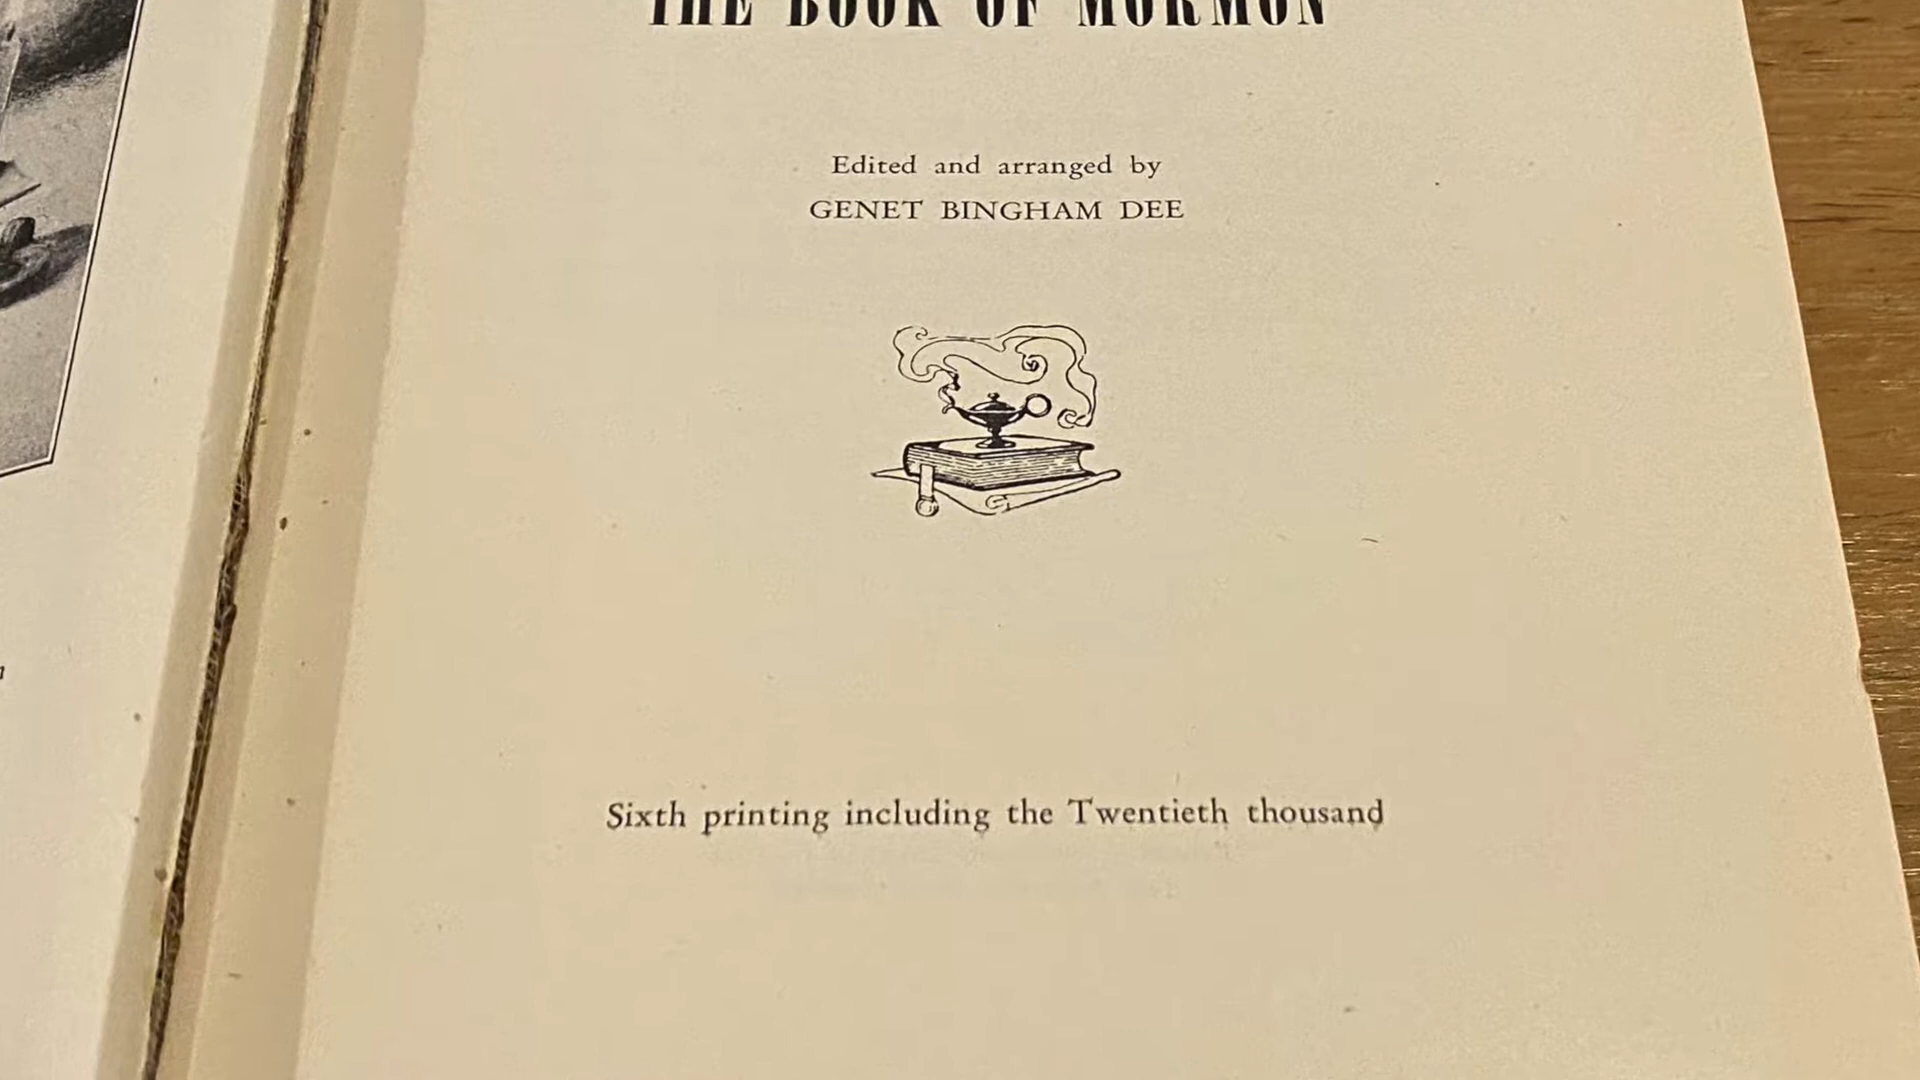 THE BOOK OF MORMON
Edited and arranged by
GENET BINGHAM DEE
Sixth printing including the Twentieth thousand